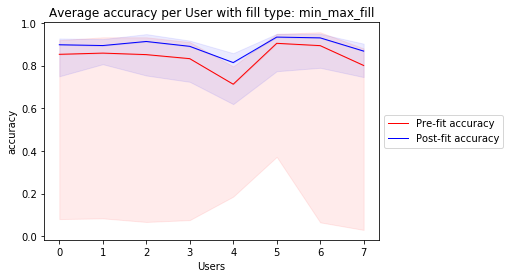 Average accuracy per User with fill type: min_max_fill
1.0
0.8
0.6
0.4
0.2
0.0
accuracy
0 1 2 3 4 5 6 7
Users
Pre-fit accuracy
Post-fit accuracy